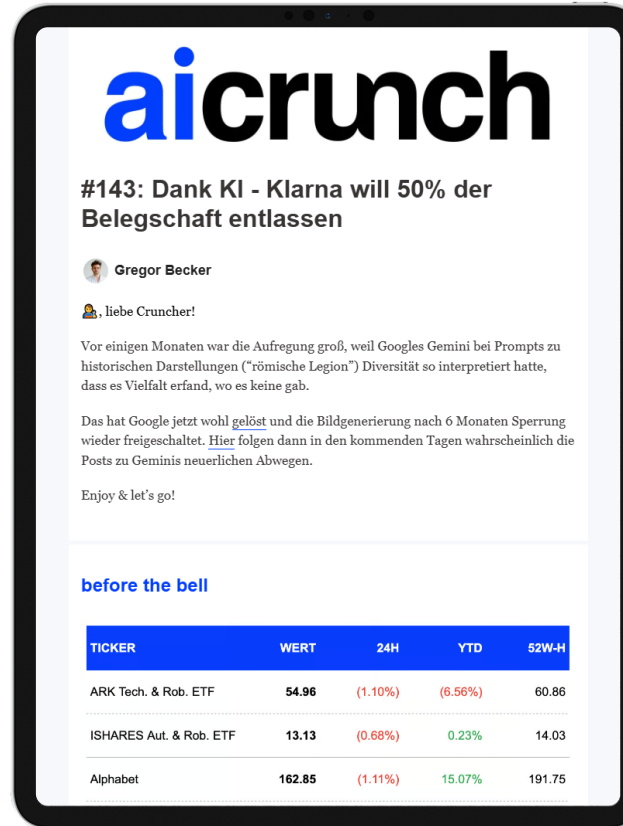 aicrunch
#143: Dank KI - Klarna will 50% der
Belegschaft entlassen
Gregor Becker
, liebe Cruncher!
Vor einigen Monaten war die Aufregung groß, weil Googles Gemini bei Prompts zu
historischen Darstellungen (“römische Legion”) Diversität so interpretiert hatte,
dass es Vielfalt erfand, wo es keine gab.
Das hat Google jetzt wohl gelöst und die Bildgenerierung nach 6 Monaten Sperrung
wieder freigeschaltet. Hier folgen dann in den kommenden Tagen wahrscheinlich die
Posts zu Geminis neuerlichen Abwegen.
Enjoy & let’s go!
before the bell
TICKER WERT 24H YTD 52W-H
ARK Tech. & Rob. ETF 54.96 (1.10%) (6.56%) 60.86
ISHARES Aut. & Rob. ETF 13.13 (0.68%) 0.23% 14.03
Alphabet 162.85 (1.11%) 15.07% 191.75